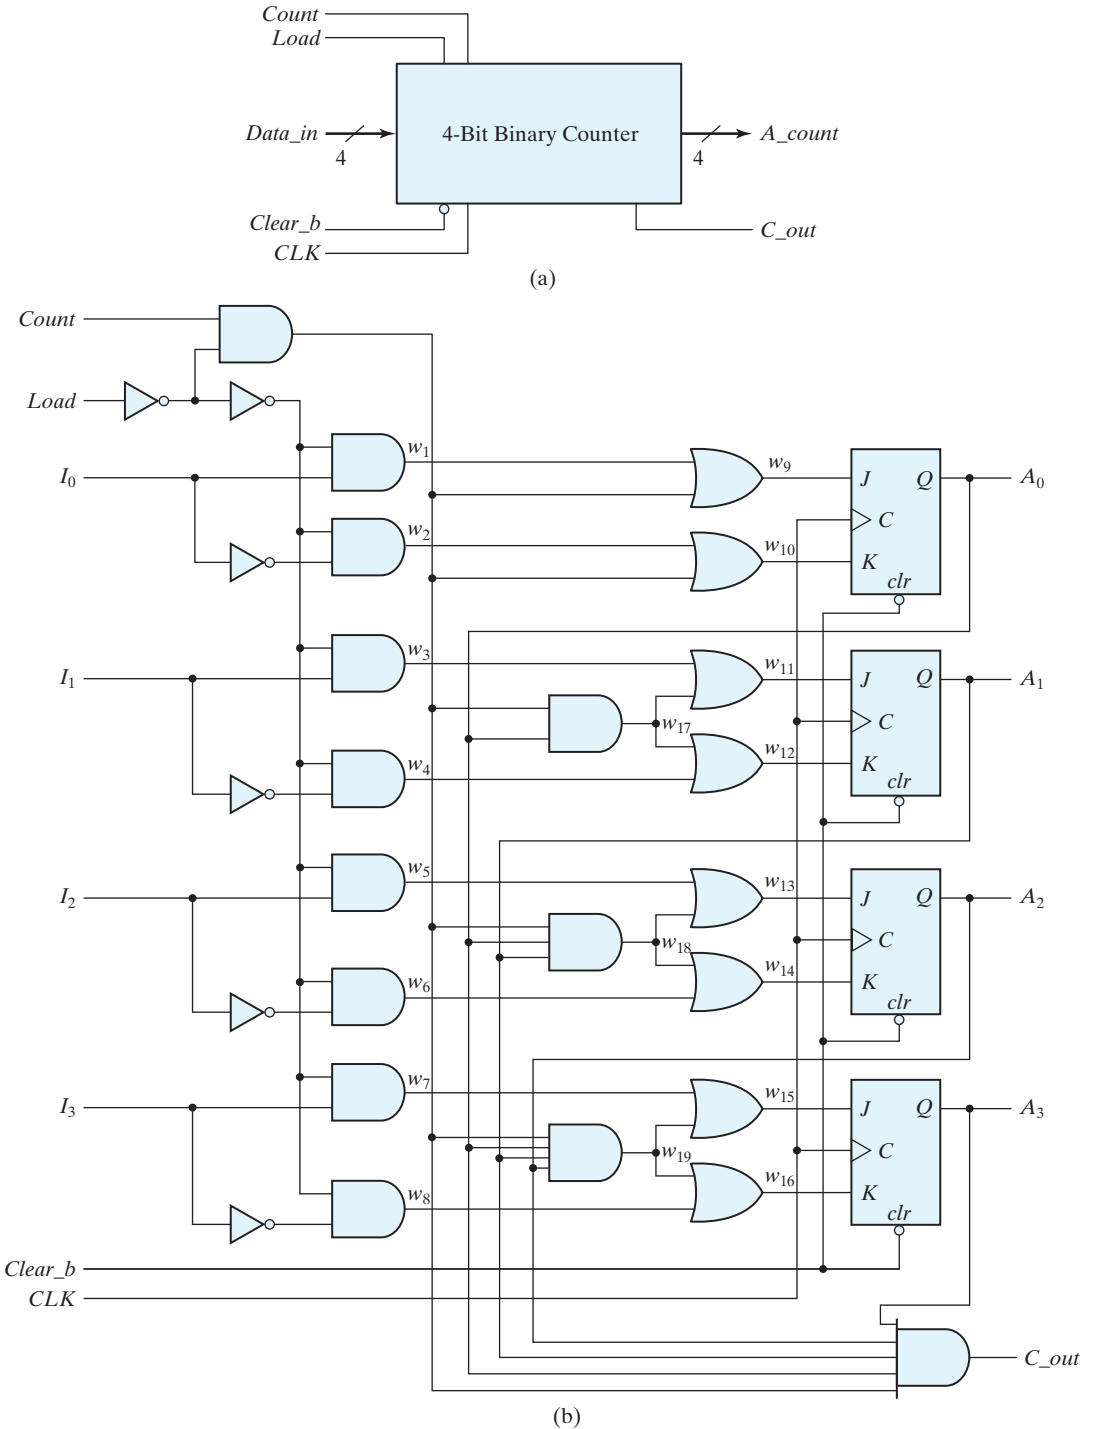 Count
Load
Data_in
4
4-Bit Binary Counter
4
A_count
Clear_b
CLK
C_out
(a)
Count
Load
I0
w1
w9
J Q
A0
C
w2
w10
K
clr
I1
w3
w11
J Q
A1
w17
C
w4
w12
K
clr
I2
w5
w13
J Q
A2
w18
C
w6
w14
K
clr
I3
w7
w15
J Q
A3
w19
C
w8
w16
K
clr
Clear_b
CLK
C_out
(b)